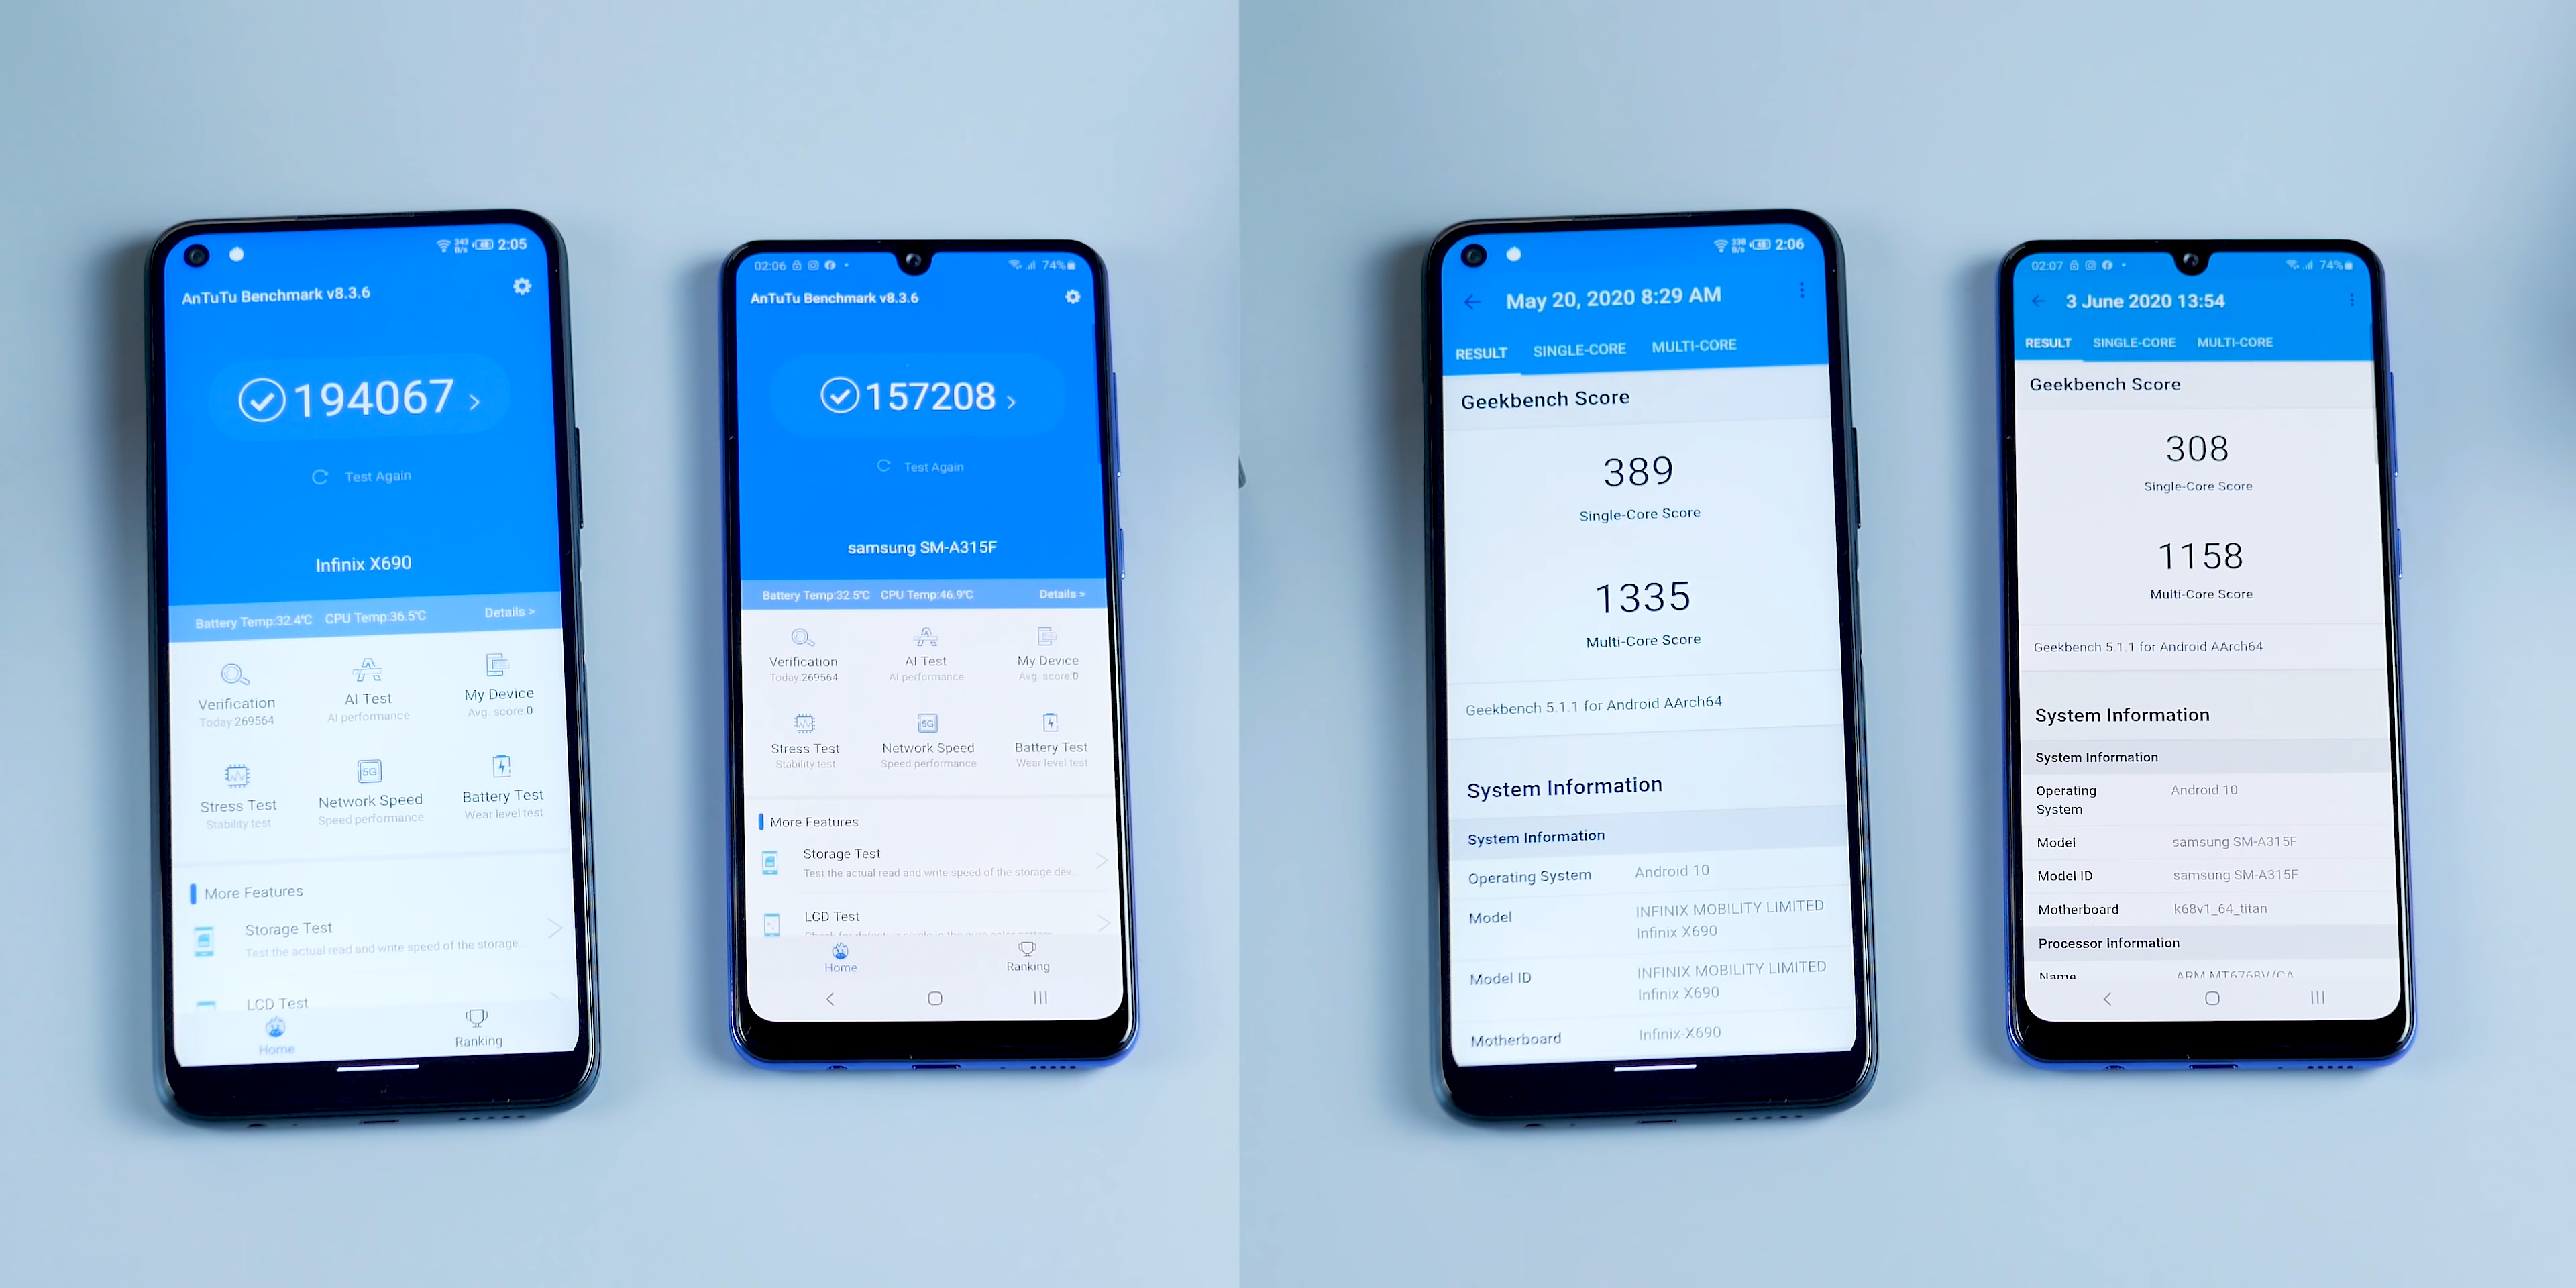 343
B/s
48
2:05
AnTuTu Benchmark v8.3.6
194067 >
Test Again
Infinix X690
Battery Temp:32.4℃ CPU Temp:36.5℃ Details >
Verification
Today:269564
AI Test
AI performance
My Device
Avg. score:0
Stress Test
Stability test
5G
Network Speed
Speed performance
Battery Test
Wear level test
More Features
Storage Test
Test the actual read and write speed of the storage...
LCD Test
Home
Ranking
02:06
74%
AnTuTu Benchmark v8.3.6
157208 >
Test Again
samsung SM-A315F
Battery Temp:32.5℃ CPU Temp:46.9℃ Details >
Verification
Today:269564
AI Test
AI performance
My Device
Avg. score:0
Stress Test
Stability test
5G
Network Speed
Speed performance
Battery Test
Wear level test
More Features
Storage Test
Test the actual read and write speed of the storage dev...
LCD Test
Home
Ranking
338
B/s
48
2:06
May 20, 2020 8:29 AM
RESULT SINGLE-CORE MULTI-CORE
Geekbench Score
389
Single-Core Score
1335
Multi-Core Score
Geekbench 5.1.1 for Android AArch64
System Information
System Information
Operating System Android 10
Model INFINIX MOBILITY LIMITED
Infinix X690
Model ID INFINIX MOBILITY LIMITED
Infinix X690
Motherboard Infinix-X690
02:07
74%
3 June 2020 13:54
RESULT SINGLE-CORE MULTI-CORE
Geekbench Score
308
Single-Core Score
1158
Multi-Core Score
Geekbench 5.1.1 for Android AArch64
System Information
System Information
Operating Android 10
System
Model samsung SM-A315F
Model ID samsung SM-A315F
Motherboard k68v1_64_titan
Processor Information
Name ARM MT6768V/CA